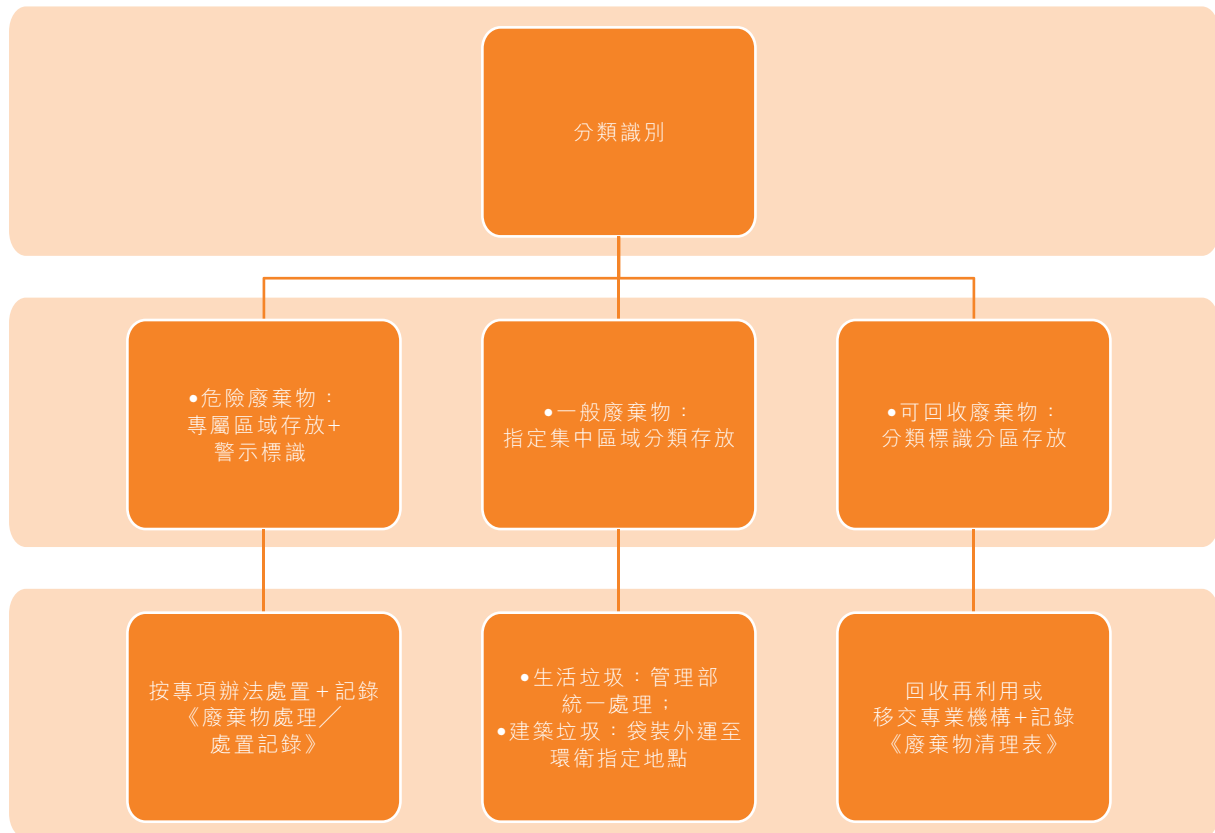 分類識別
•危險廢棄物：
專屬區域存放+
警示標識
•一般廢棄物：
指定集中區域分類存放
•可回收廢棄物：
分類標識分區存放
按專項辦法處置+記錄
《廢棄物處理／
處置記錄》
•生活垃圾：管理部
統一處理；
•建築垃圾：袋裝外運至
環衛指定地點
回收再利用或
移交專業機構+記錄
《廢棄物清理表》